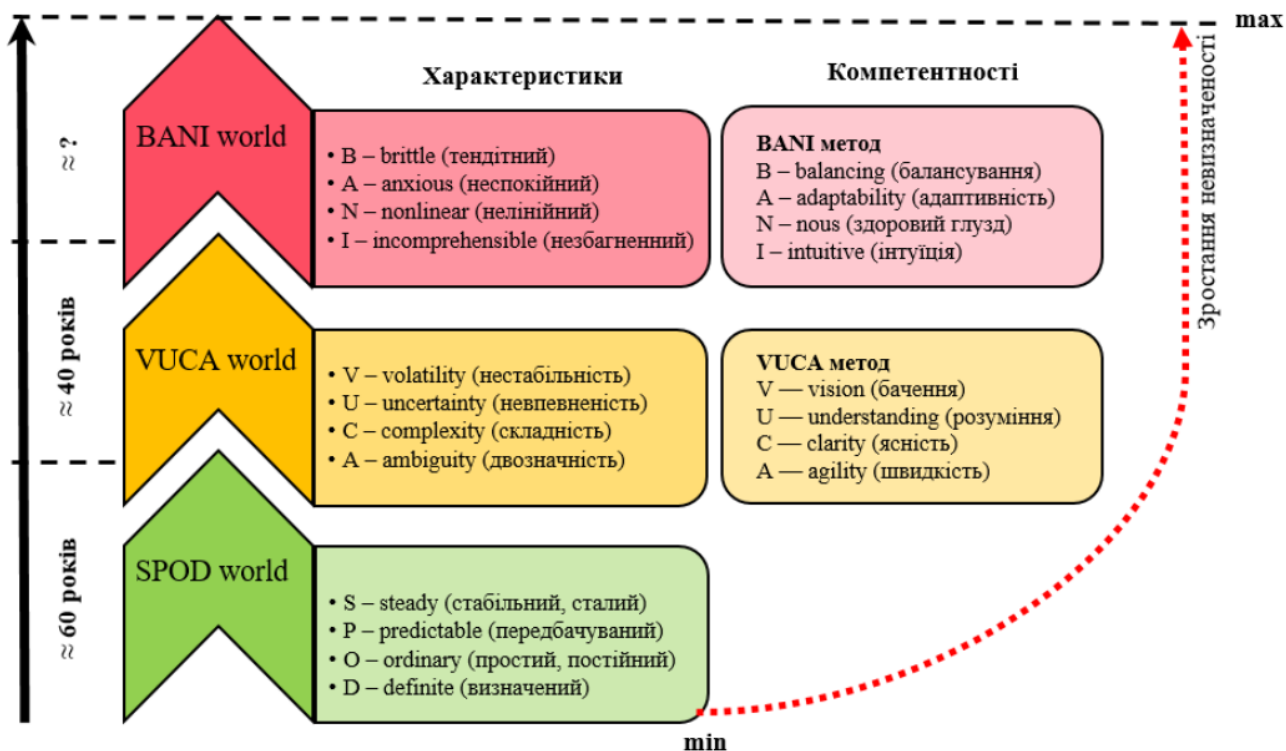 max
Характеристики
Компетентності
Зростання невизначеності
≈ ?
BANI world
• B – brittle (тендітний)
• A – anxious (неспокійний)
• N – nonlinear (нелінійний)
• I – incomprehensible (незбагненний)
BANI метод
B – balancing (балансування)
A – adaptability (адаптивність)
N – nous (здоровий глузд)
I – intuitive (інтуїція)
≈ 40 років
VUCA world
• V – volatility (нестабільність)
• U – uncertainty (невпевненість)
• C – complexity (складність)
• A – ambiguity (двозначність)
VUCA метод
V — vision (бачення)
U — understanding (розуміння)
C — clarity (ясність)
A — agility (швидкість)
≈ 60 років
SPOD world
• S – steady (стабільний, сталий)
• P – predictable (передбачуваний)
• O – ordinary (простий, постійний)
• D – definite (визначений)
min